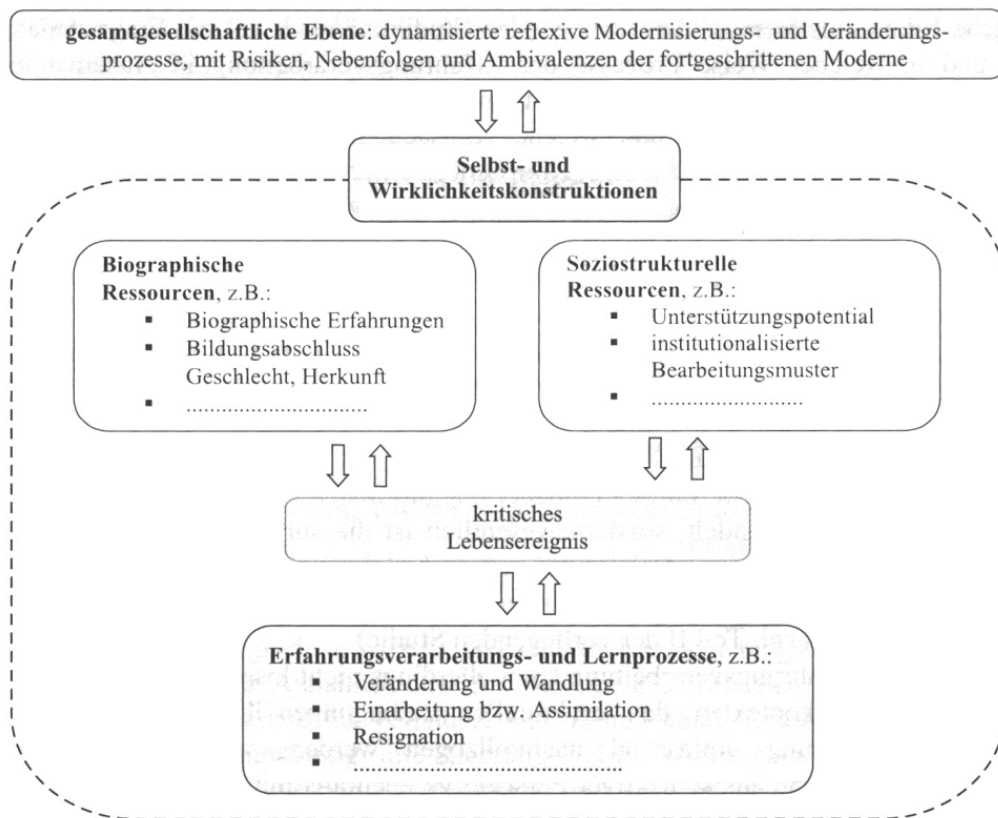 gesamtgesellschaftliche Ebene: dynamisierte reflexive Modernisierungs- und Veränderungs-
prozesse, mit Risiken, Nebenfolgen und Ambivalenzen der fortgeschrittenen Moderne
Selbst- und
Wirklichkeitskonstruktionen
Biographische
Ressourcen, z.B.:
▪ Biographische Erfahrungen
▪ Bildungsabschluss
Geschlecht, Herkunft
▪ ..............................
Soziostrukturelle
Ressourcen, z.B.:
▪ Unterstützungspotential
▪ institutionalisierte
Bearbeitungsmuster
▪ .........................
kritisches
Lebensereignis
Erfahrungsverarbeitungs- und Lernprozesse, z.B.:
▪ Veränderung und Wandlung
▪ Einarbeitung bzw. Assimilation
▪ Resignation
▪ ............................................